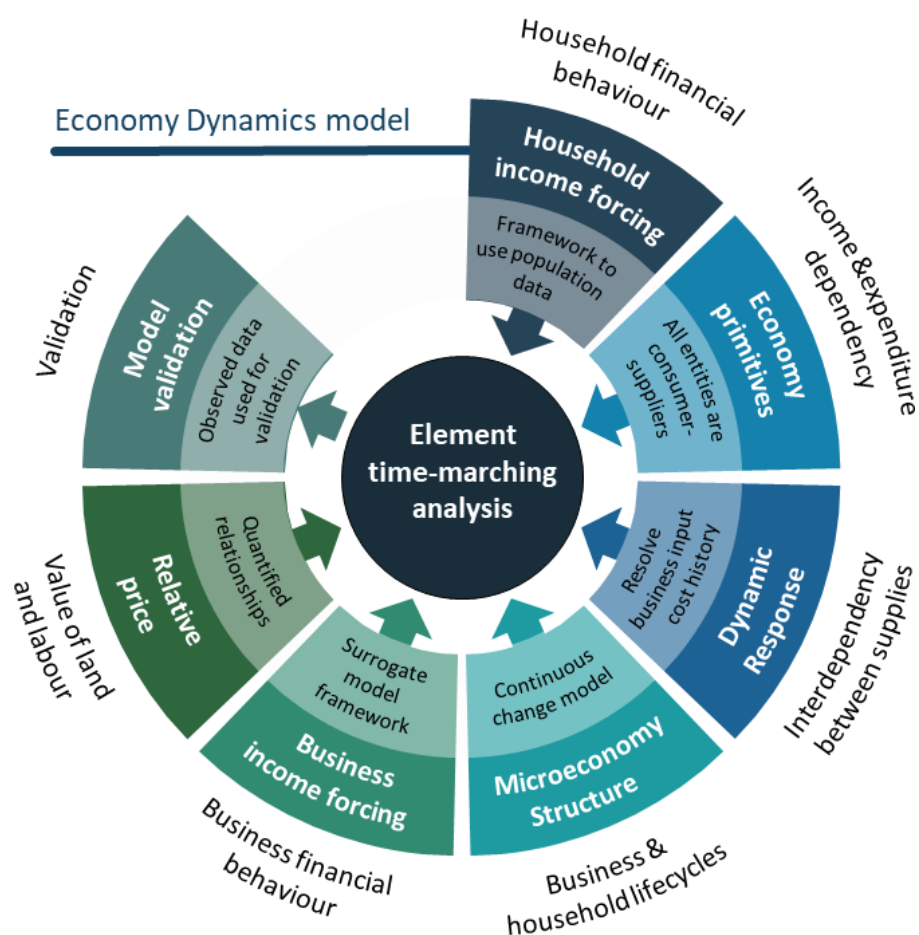 Economy Dynamics model
Household financial
behaviour
Household
income forcing
Framework to
use population
data
Income &expenditure
dependency
Economy
primitives
All entities are
consumer-
suppliers
Interdependency
between supplies
Dynamic
Response
Resolve
business input
cost history
Business &
household lifecycles
Microeconomy
Structure
Continuous
change model
Business financial
behaviour
Business
income forcing
Surrogate model
framework
Value of land
and labour
Relative
price
Quantified
relationships
Validation
Model
validation
Observed data
used for
validation
Element
time-marching
analysis